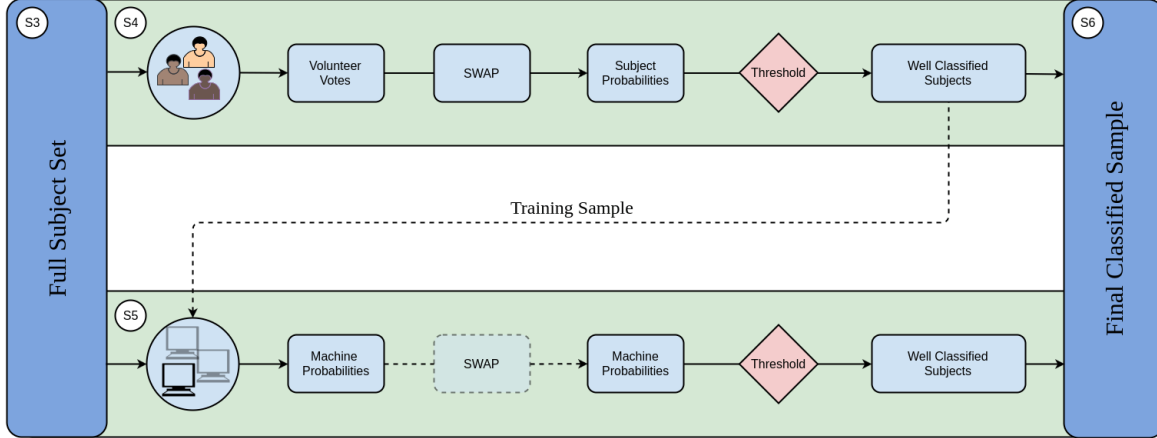 S3
Full Subject Set
S4
Volunteer
Votes
SWAP
Subject
Probabilities
Threshold
Well Classified
Subjects
Training Sample
S5
Machine
Probabilities
SWAP
Machine
Probabilities
Threshold
Well Classified
Subjects
S6
Final Classified Sample